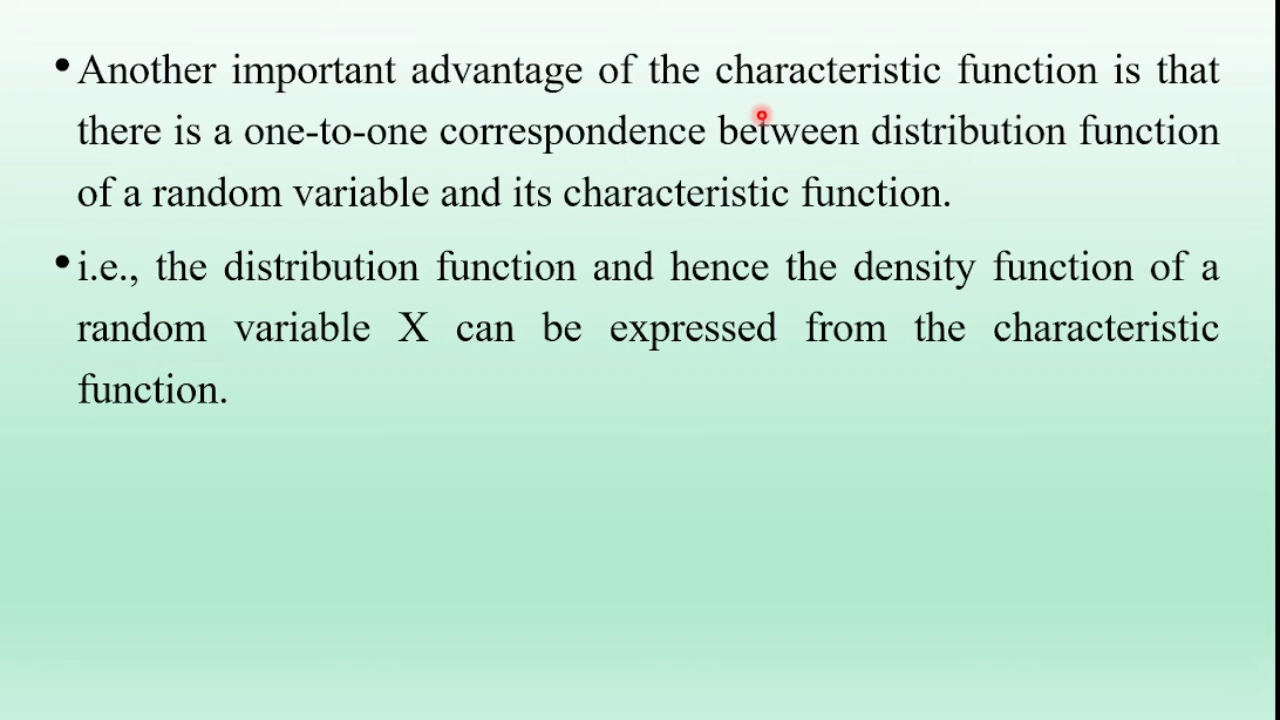 •Another important advantage of the characteristic function is that
there is a one-to-one correspondence between distribution function
of a random variable and its characteristic function.
•i.e., the distribution function and hence the density function of a
random variable X can be expressed from the characteristic
function.